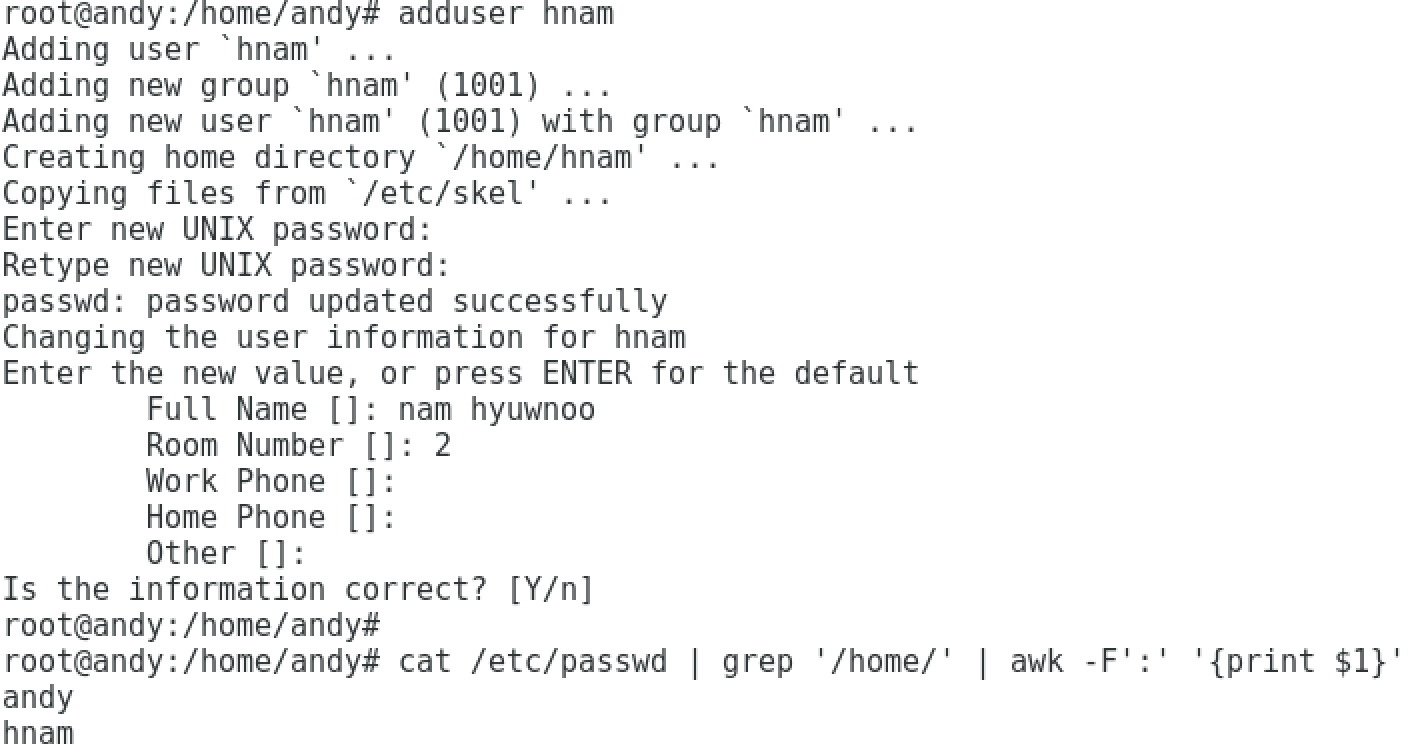 root@andy:/home/andy# adduser hnam
Adding user `hnam' ...
Adding new group `hnam' (1001) ...
Adding new user `hnam' (1001) with group `hnam' ...
Creating home directory `/home/hnam' ...
Copying files from `/etc/skel' ...
Enter new UNIX password:
Retype new UNIX password:
passwd: password updated successfully
Changing the user information for hnam
Enter the new value, or press ENTER for the default
        Full Name []: nam hyuwnoo
        Room Number []: 2
        Work Phone []:
        Home Phone []:
        Other []:
Is the information correct? [Y/n]
root@andy:/home/andy#
root@andy:/home/andy# cat /etc/passwd | grep '/home/' | awk -F':' '{print $1}'
andy
hnam